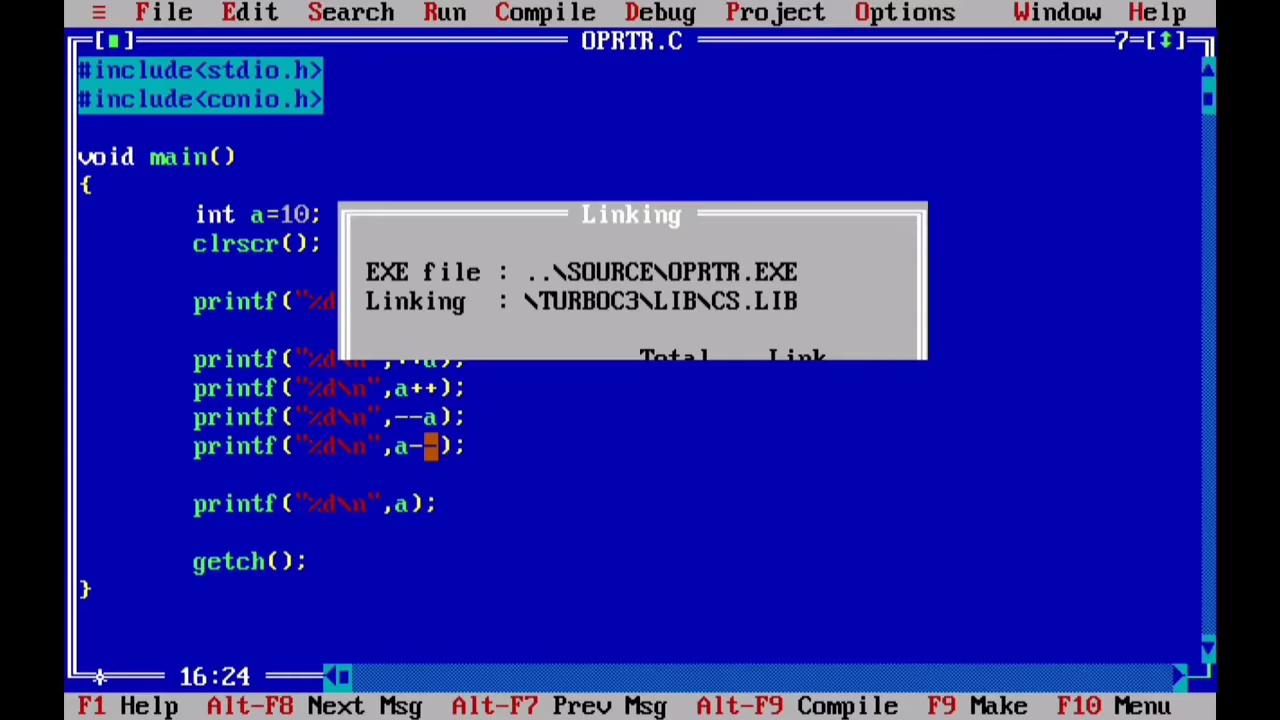 ≡ File Edit Search Run Compile Debug Project Options Window Help
OPRTR.C 7
#include<stdio.h>
#include<conio.h>
void main()
{
int a=10;
clrscr();
Linking
EXE file : ..\SOURCE\OPRTR.EXE
Linking : \TURBOC3\LIB\CS.LIB
Total Link
printf("%d
printf("%d\n",++a);
printf("%d\n",a++);
printf("%d\n",--a);
printf("%d\n",a--);
printf("%d\n",a);
getch();
}
16:24
F1 Help Alt-F8 Next Msg Alt-F7 Prev Msg Alt-F9 Compile F9 Make F10 Menu